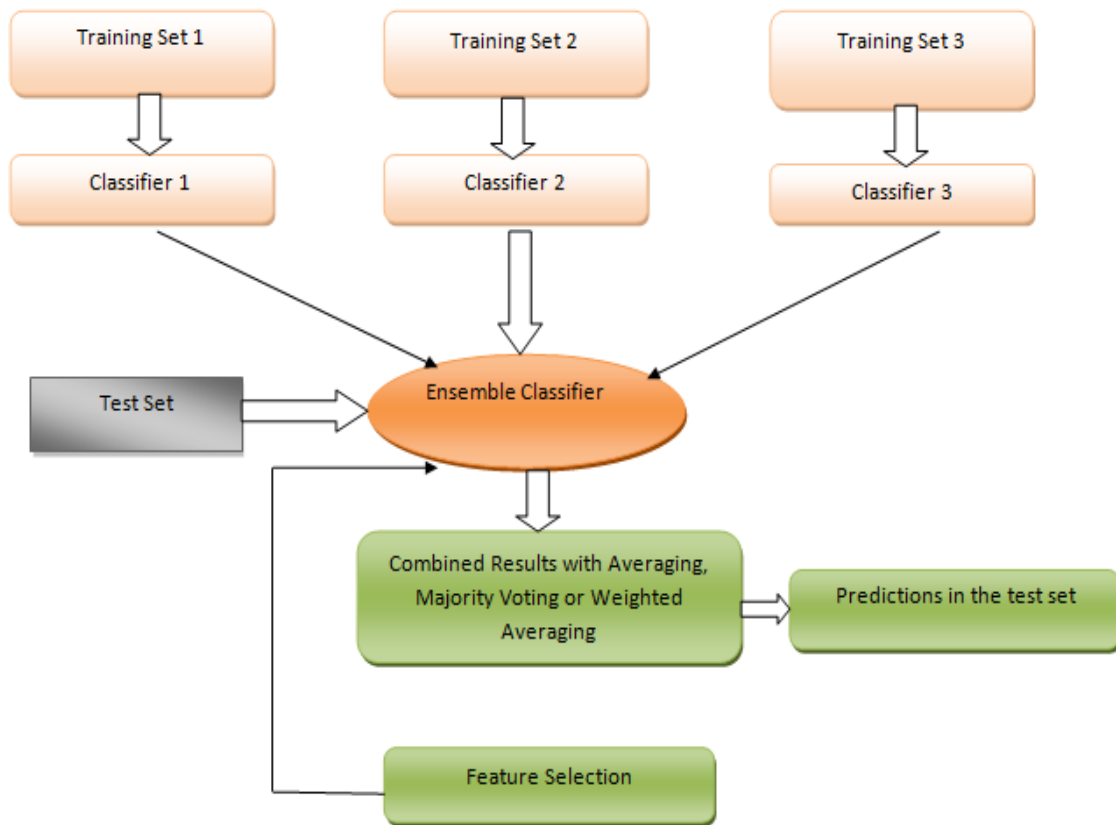 Training Set 1
Training Set 2
Training Set 3
Classifier 1
Classifier 2
Classifier 3
Ensemble Classifier
Test Set
Combined Results with Averaging,
Majority Voting or Weighted
Averaging
Predictions in the test set
Feature Selection